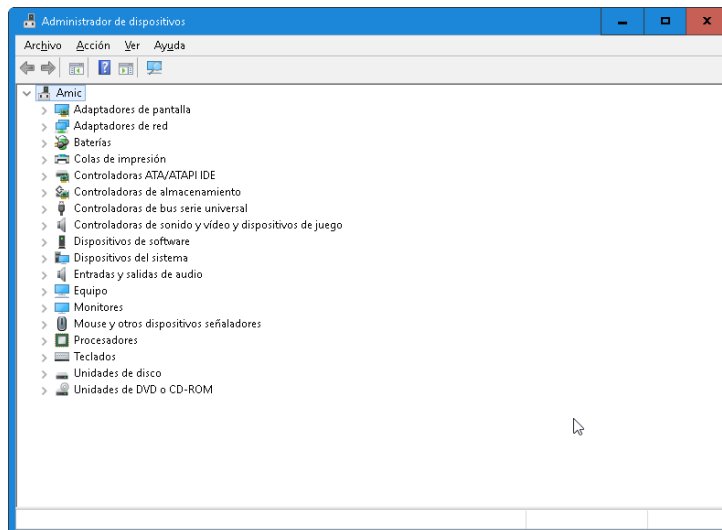 Administrador de dispositivos
Archivo Acción Ver Ayuda
Amic
Adaptadores de pantalla
Adaptadores de red
Baterías
Colas de impresión
Controladoras ATA/ATAPI IDE
Controladoras de almacenamiento
Controladoras de bus serie universal
Controladoras de sonido y vídeo y dispositivos de juego
Dispositivos de software
Dispositivos del sistema
Entradas y salidas de audio
Equipo
Monitores
Mouse y otros dispositivos señaladores
Procesadores
Teclados
Unidades de disco
Unidades de DVD o CD-ROM